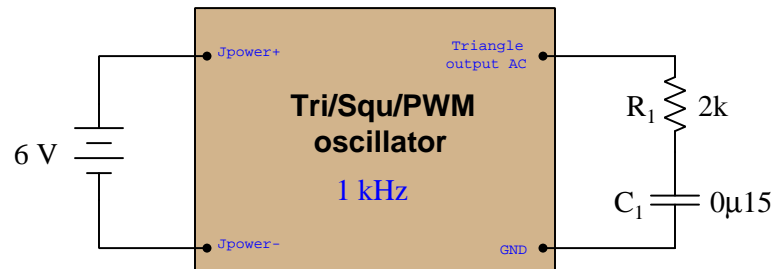 Jpower+
Triangle
output AC
Tri/Squ/PWM
oscillator
1 kHz
6 V
R1
2k
C1
0µ15
Jpower-
GND